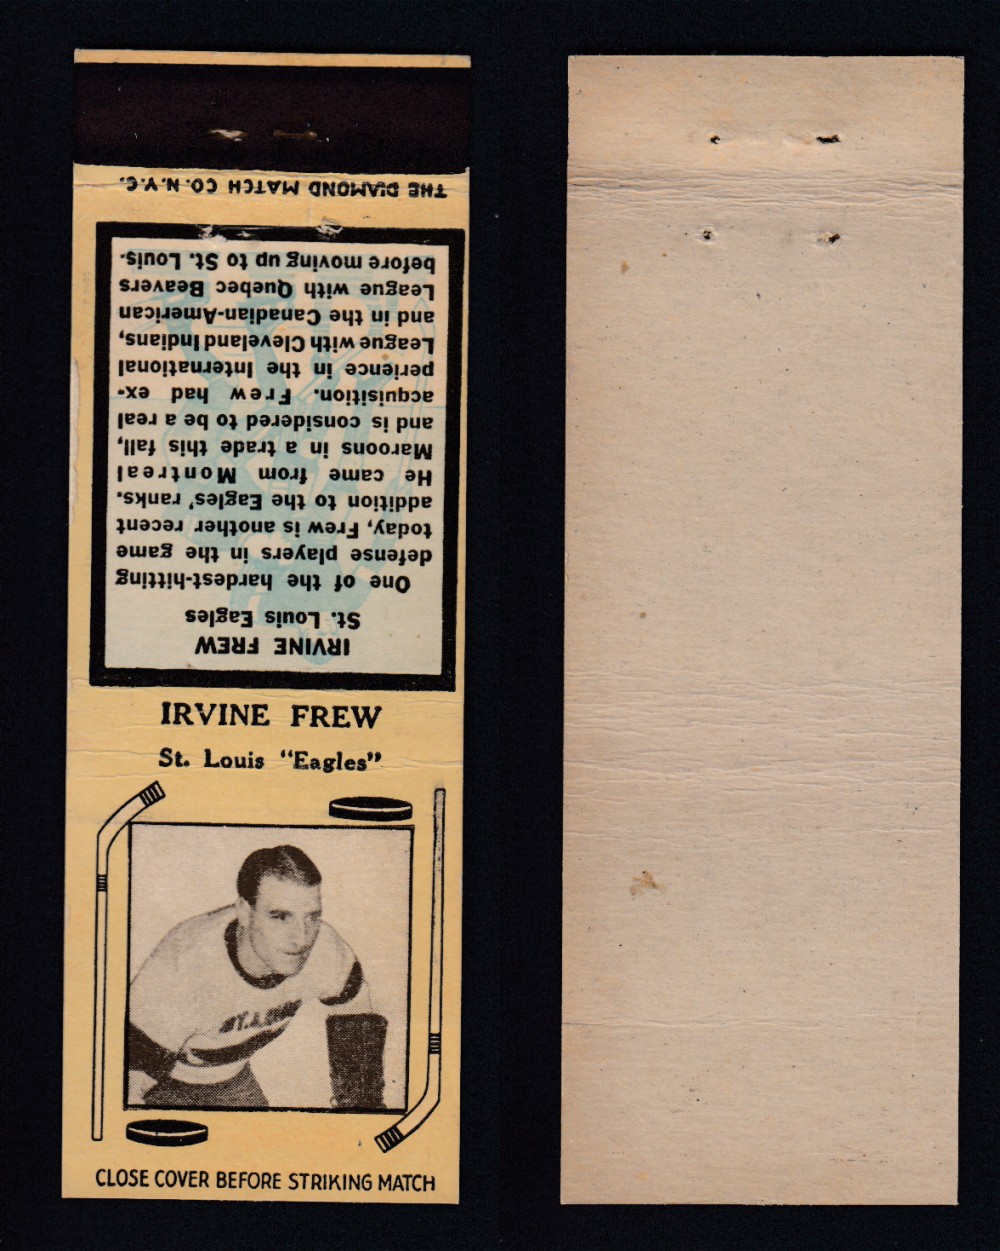 THE DIAMOND MATCH CO. N.Y.C.
IRVINE FREW
St. Louis Eagles
One of the hardest-hitting
defense players in the game
today, Frew is another recent
addition to the Eagles' ranks.
He came from Montreal
Maroons in a trade this fall,
and is considered to be a real
acquisition. Frew had ex-
perience in the International
League with Cleveland Indians,
and in the Canadian-American
League with Quebec Beavers
before moving up to St. Louis.
IRVINE FREW
St. Louis "Eagles"
CLOSE COVER BEFORE STRIKING MATCH